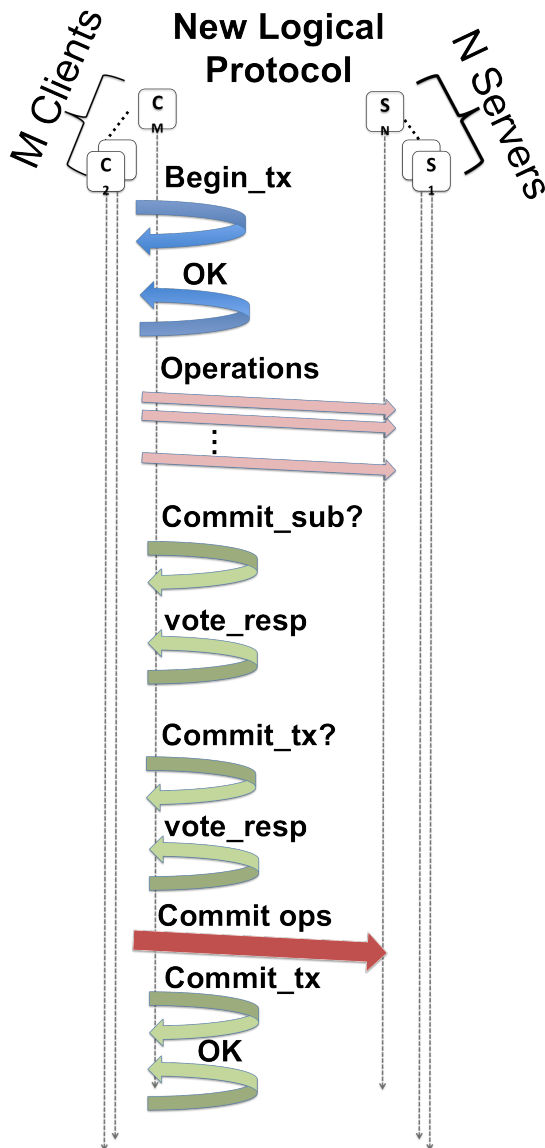 New Logical
Protocol
M Clients
N Servers
C
M
S
N
C
2
S
1
Begin_tx
OK
Operations
Commit_sub?
vote_resp
Commit_tx?
vote_resp
Commit ops
Commit_tx
OK